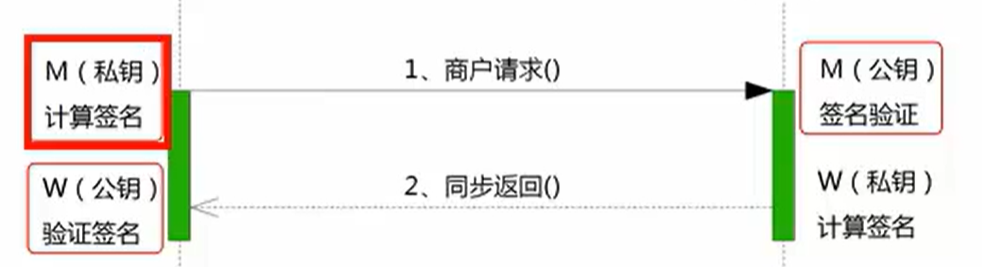 M（私钥）
计算签名
1、商户请求()
M（公钥）
签名验证
W（公钥）
验证签名
2、同步返回()
W（私钥）
计算签名